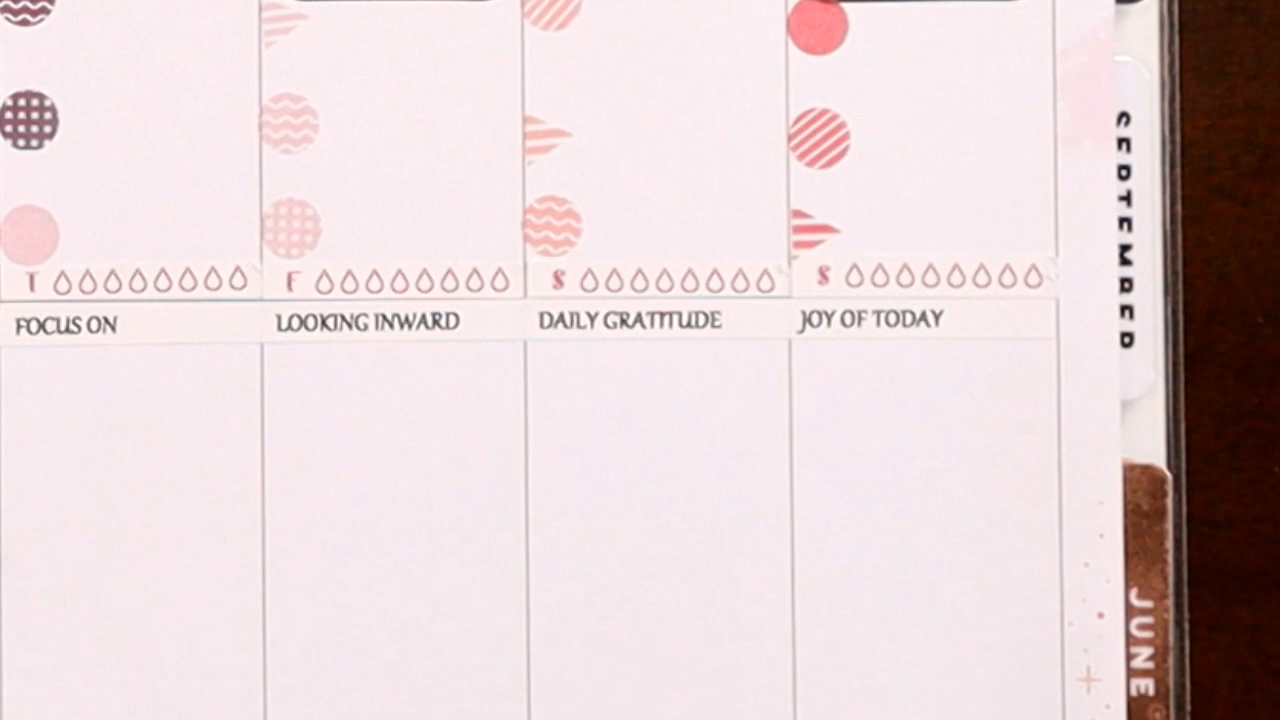 T F S S
FOCUS ON LOOKING INWARD DAILY GRATITUDE JOY OF TODAY
SEPTEMBER
JUNE